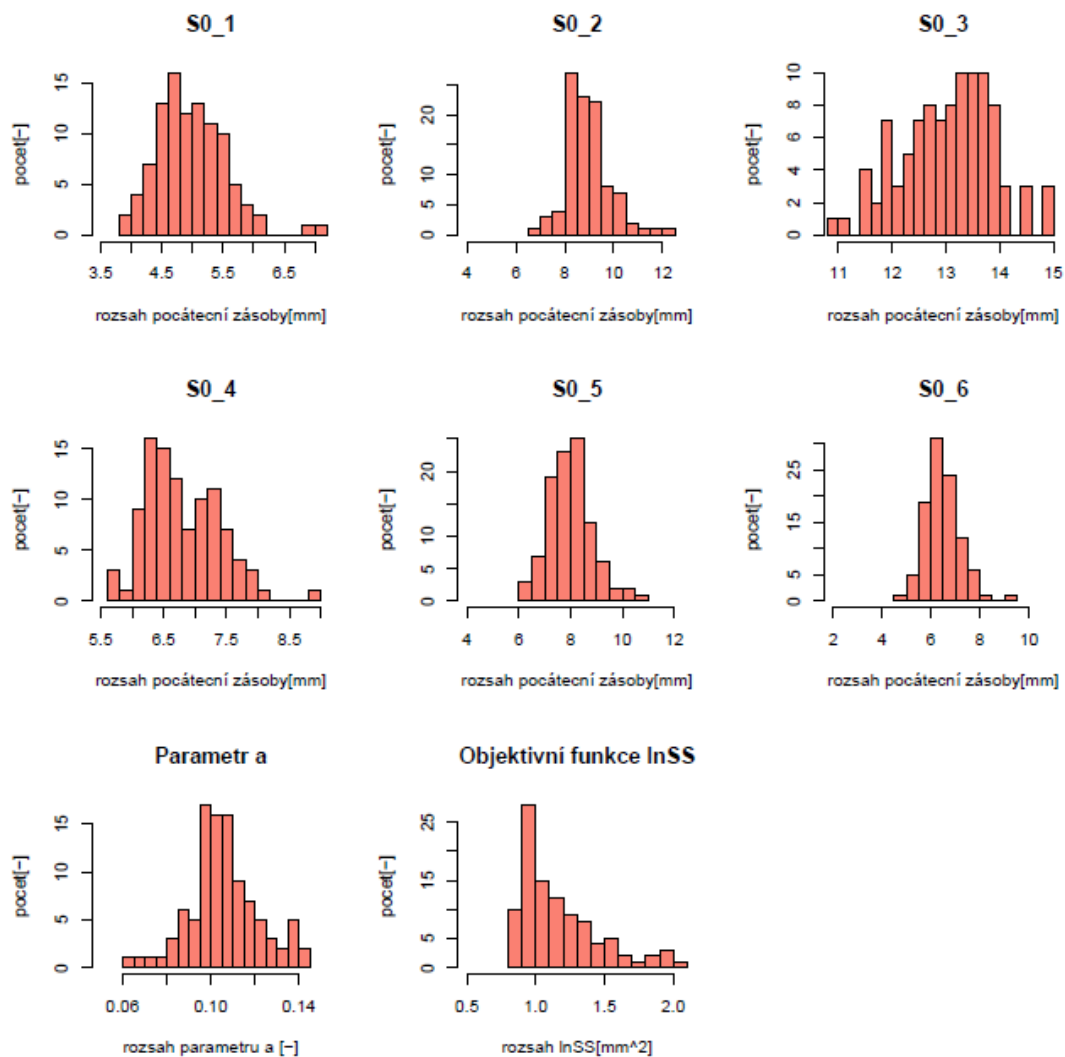 S0_1
S0_2
S0_3
pocet[−]
0 5 10 15
3.5 4.5 5.5 6.5
rozsah pocátecní zásoby[mm]
pocet[−]
0 5 10 20
4 6 8 10 12
rozsah pocátecní zásoby[mm]
pocet[−]
0 2 4 6 8 10
11 12 13 14 15
rozsah pocátecní zásoby[mm]
S0_4
S0_5
S0_6
pocet[−]
0 5 10 15
5.5 6.5 7.5 8.5
rozsah pocátecní zásoby[mm]
pocet[−]
0 5 10 20
4 6 8 10 12
rozsah pocátecní zásoby[mm]
pocet[−]
0 5 15 25
2 4 6 8 10
rozsah pocátecní zásoby[mm]
Parametr a
Objektivní funkce lnSS
pocet[−]
0 5 10 15
0.06 0.10 0.14
rozsah parametru a [−]
pocet[−]
0 5 15 25
0.5 1.0 1.5 2.0
rozsah lnSS[mm^2]